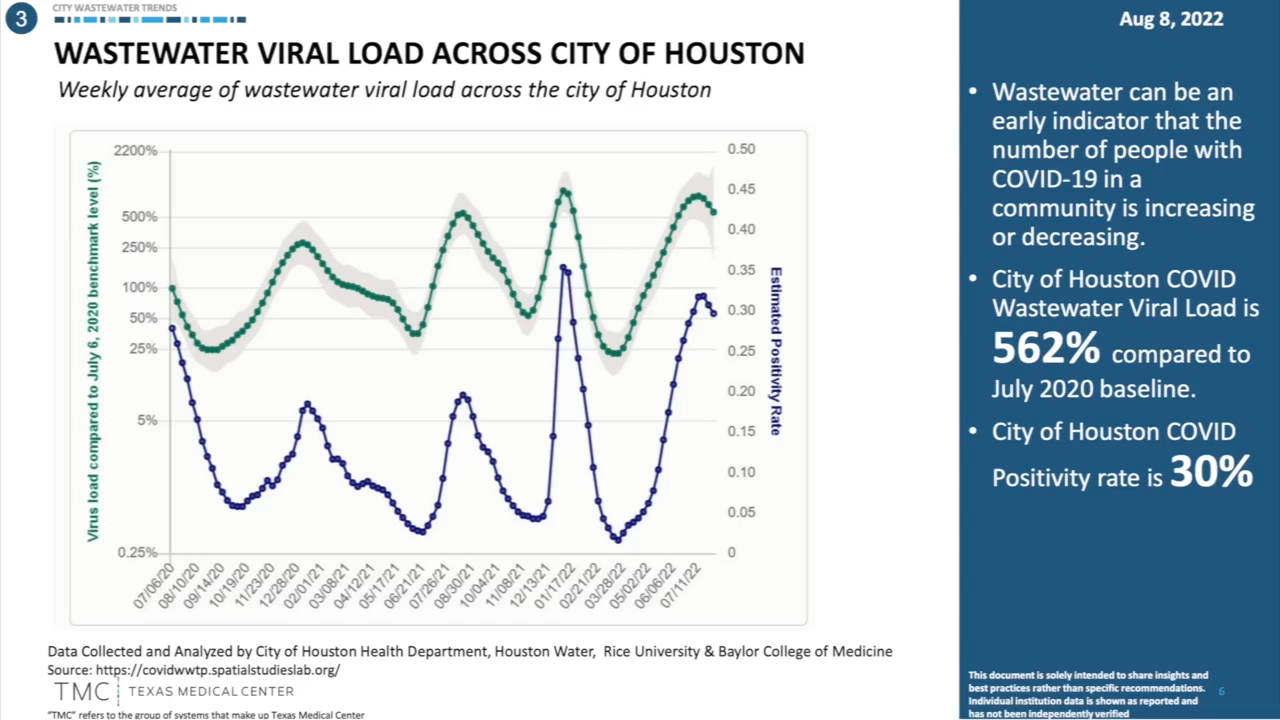 3
CITY WASTEWATER TRENDS
WASTEWATER VIRAL LOAD ACROSS CITY OF HOUSTON
Weekly average of wastewater viral load across the city of Houston
Virus load compared to July 6, 2020 benchmark level (%)
2200%
500%
250%
100%
50%
25%
5%
0.25%
0.50
0.45
0.40
0.35
0.30
0.25
0.20
0.15
0.10
0.05
0
Estimated Positivity Rate
07/06/20
08/10/20
09/14/20
10/19/20
11/23/20
12/28/20
02/01/21
03/08/21
04/12/21
05/17/21
06/21/21
07/26/21
08/30/21
10/04/21
11/08/21
12/13/21
01/17/22
02/21/22
03/28/22
05/02/22
06/06/22
07/11/22
Data Collected and Analyzed by City of Houston Health Department, Houston Water, Rice University & Baylor College of Medicine
Source: https://covidwwtp.spatialstudieslab.org/
TMC TEXAS MEDICAL CENTER
"TMC" refers to the group of systems that make up Texas Medical Center
Aug 8, 2022
• Wastewater can be an
early indicator that the
number of people with
COVID-19 in a
community is increasing
or decreasing.
• City of Houston COVID
Wastewater Viral Load is
562% compared to
July 2020 baseline.
• City of Houston COVID
Positivity rate is 30%
This document is solely intended to share insights and
best practices rather than specific recommendations.
Individual institution data is shown as reported and
has not been independently verified
6